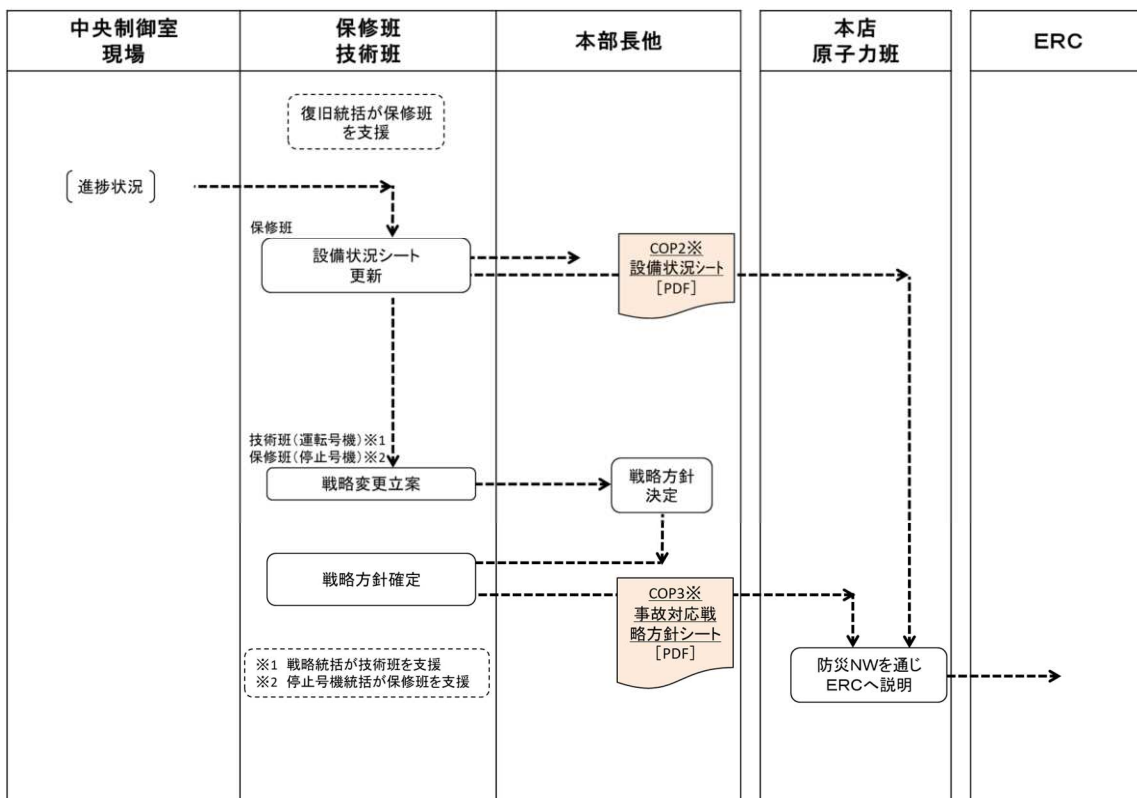 中央制御室
現場
保修班
技術班
本部長他
本店
原子力班
ERC
復旧統括が保修班
を支援
進捗状況
保修班
設備状況シート
更新
COP2※
設備状況シート
[PDF]
技術班(運転号機)※1
保修班(停止号機)※2
戦略変更立案
戦略方針
決定
戦略方針確定
COP3※
事故対応戦
略方針シート
[PDF]
※1 戦略統括が技術班を支援
※2 停止号機統括が保修班を支援
防災NWを通じ
ERCへ説明